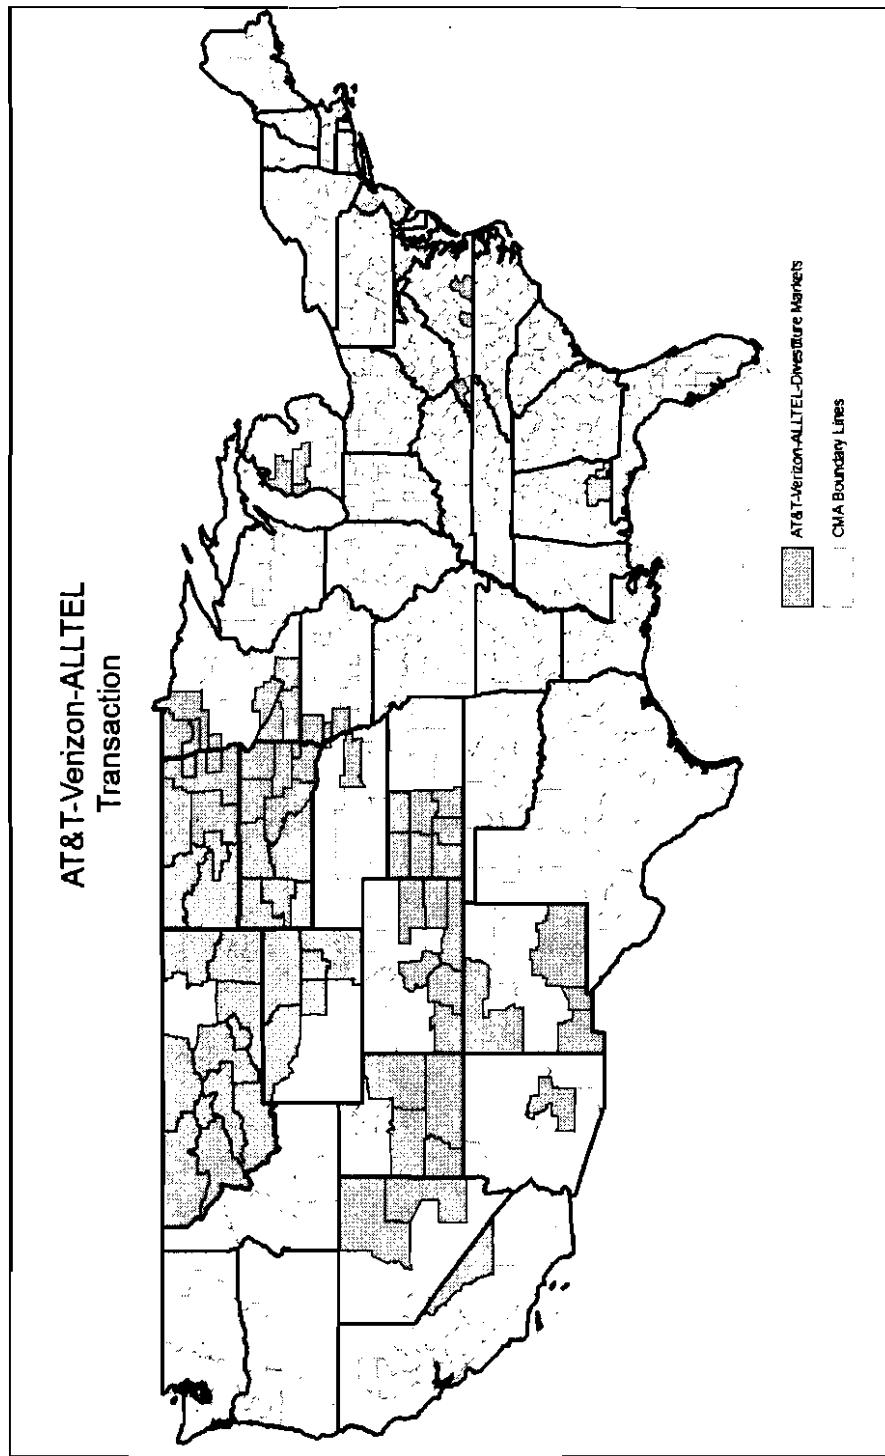 AT&T-Verizon-ALLTEL
Transaction
AT&T-Verizon-ALLTEL-Divestiture Markets
CMA Boundary Lines